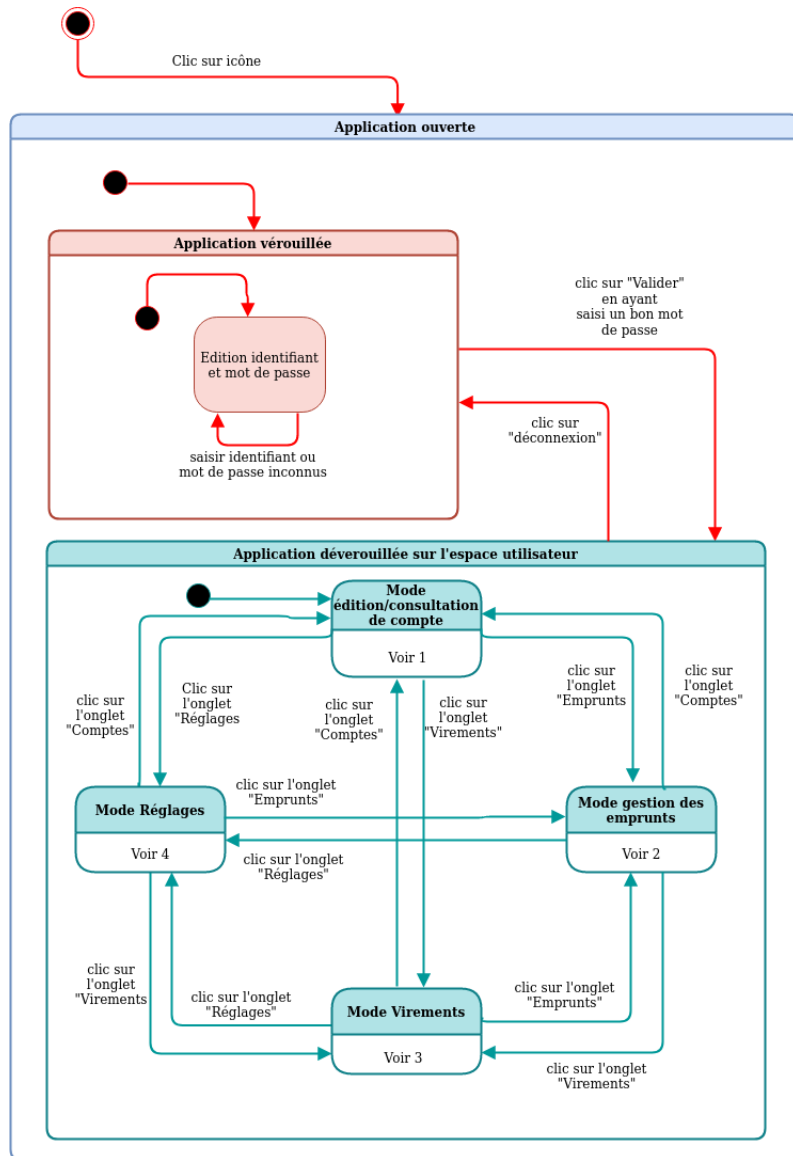 Clic sur icône
Application ouverte
Application vérouillée
Edition identifiant
et mot de passe
saisir identifiant ou
mot de passe inconnus
clic sur "Valider"
en ayant
saisi un bon mot
de passe
clic sur
"déconnexion"
Application déverouillée sur l'espace utilisateur
Mode
édition/consultation
de compte
Voir 1
clic sur
l'onglet
"Comptes"
Clic sur
l'onglet
"Réglages
clic sur
l'onglet
"Comptes"
clic sur
l'onglet
"Virements"
clic sur
l'onglet
"Emprunts
clic sur
l'onglet
"Comptes"
Mode Réglages
Voir 4
clic sur l'onglet
"Emprunts"
clic sur l'onglet
"Réglages"
Mode gestion des
emprunts
Voir 2
clic sur
l'onglet
"Virements
clic sur l'onglet
"Réglages"
Mode Virements
Voir 3
clic sur l'onglet
"Emprunts"
clic sur l'onglet
"Virements"